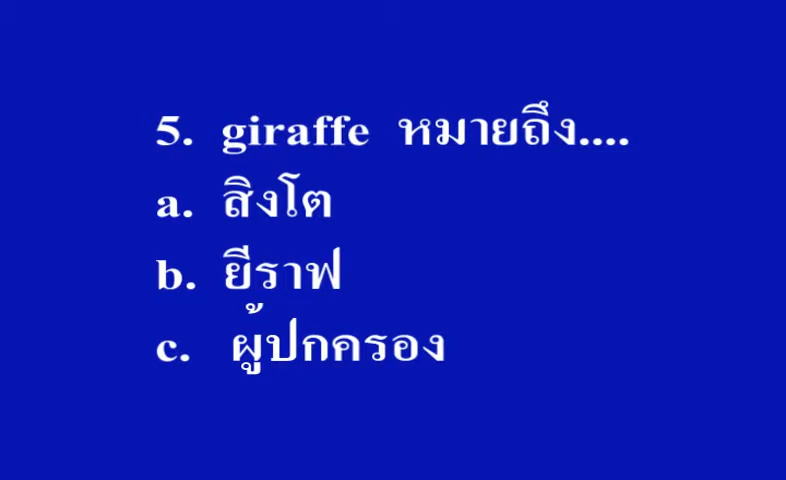 5. giraffe หมายถึง....
a. สิงโต
b. ยีราฟ
c. ผู้ปกครอง